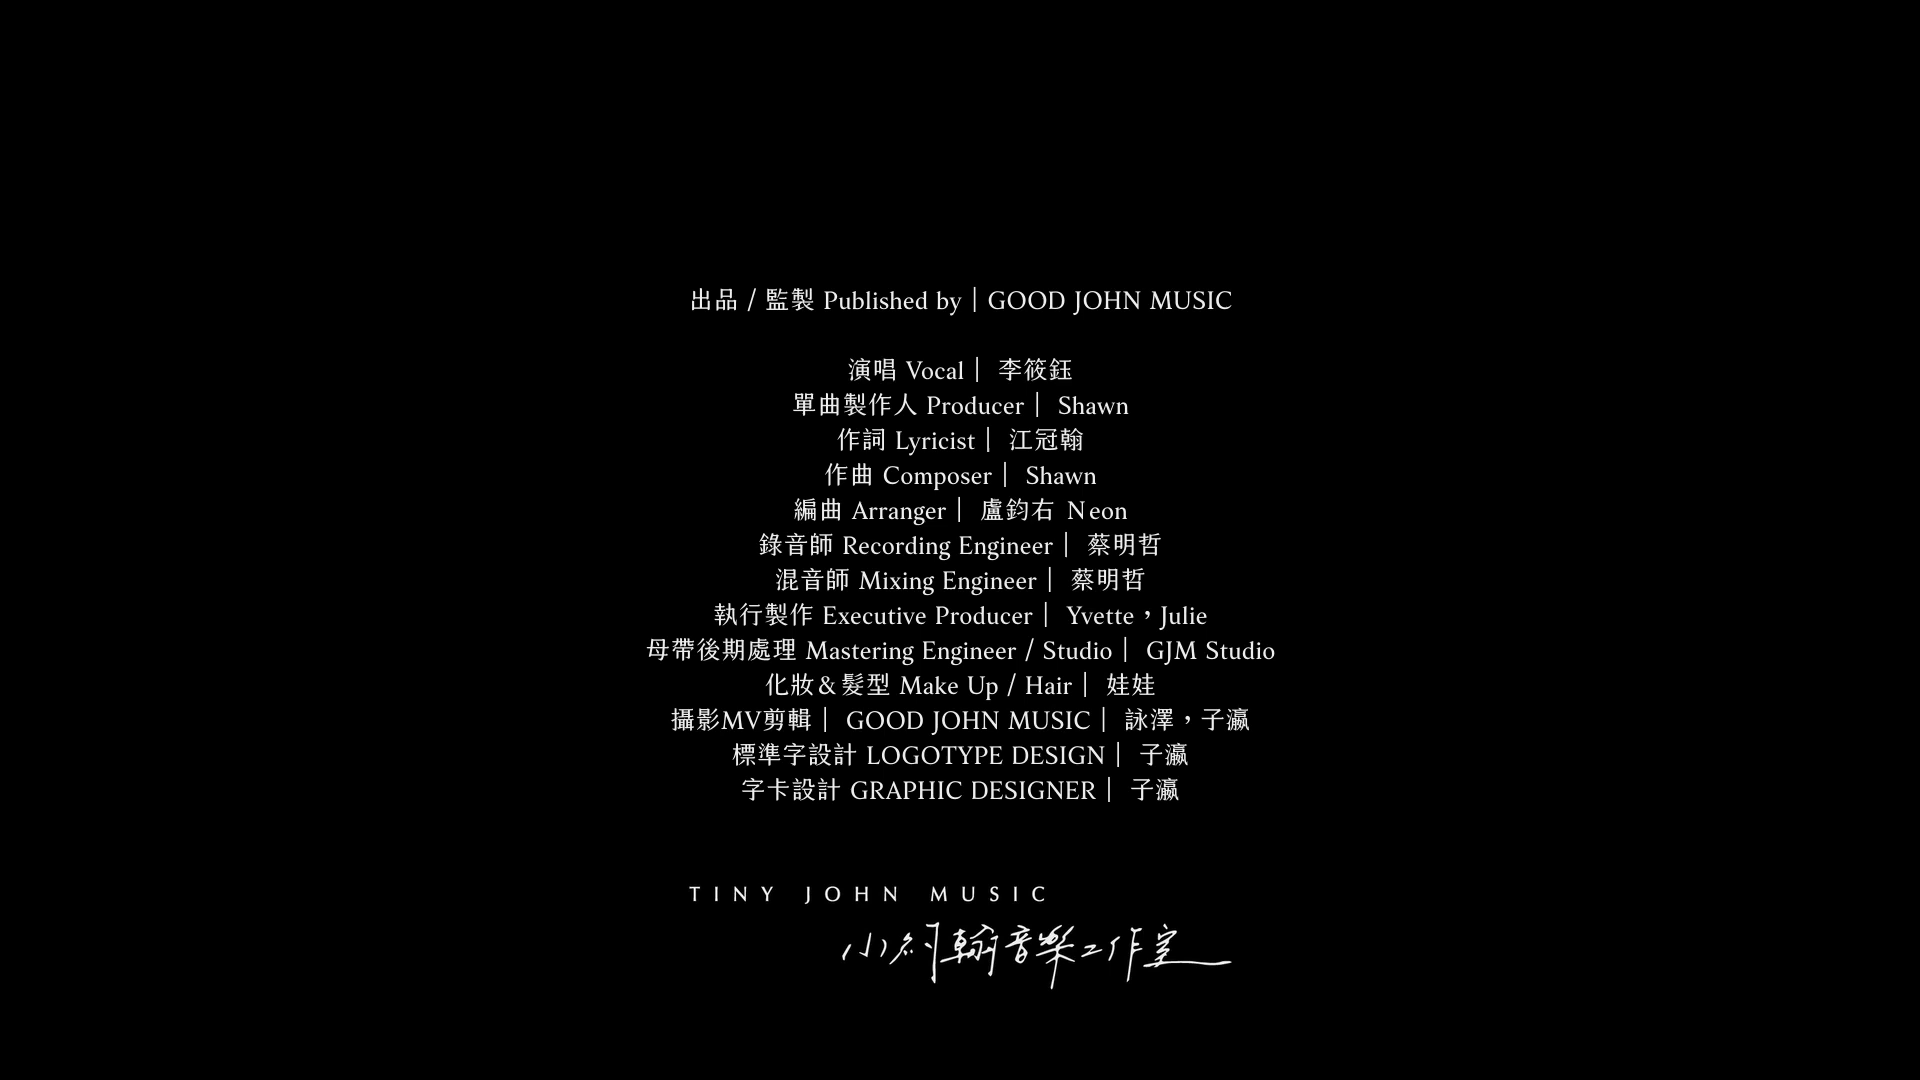 出品 / 監製 Published by｜GOOD JOHN MUSIC
演唱 Vocal｜ 李筱鈺
單曲製作人 Producer｜ Shawn
作詞 Lyricist｜ 江冠翰
作曲 Composer｜ Shawn
編曲 Arranger｜ 盧鈞右 Ｎeon
錄音師 Recording Engineer｜ 蔡明哲
混音師 Mixing Engineer｜ 蔡明哲
執行製作 Executive Producer｜ Yvette，Julie
母帶後期處理 Mastering Engineer / Studio｜ GJM Studio
化妝＆髮型 Make Up / Hair｜ 娃娃
攝影MV剪輯｜ GOOD JOHN MUSIC｜ 詠澤，子瀛
標準字設計 LOGOTYPE DESIGN｜ 子瀛
字卡設計 GRAPHIC DESIGNER｜ 子瀛
TINY JOHN MUSIC
小約翰音樂工作室